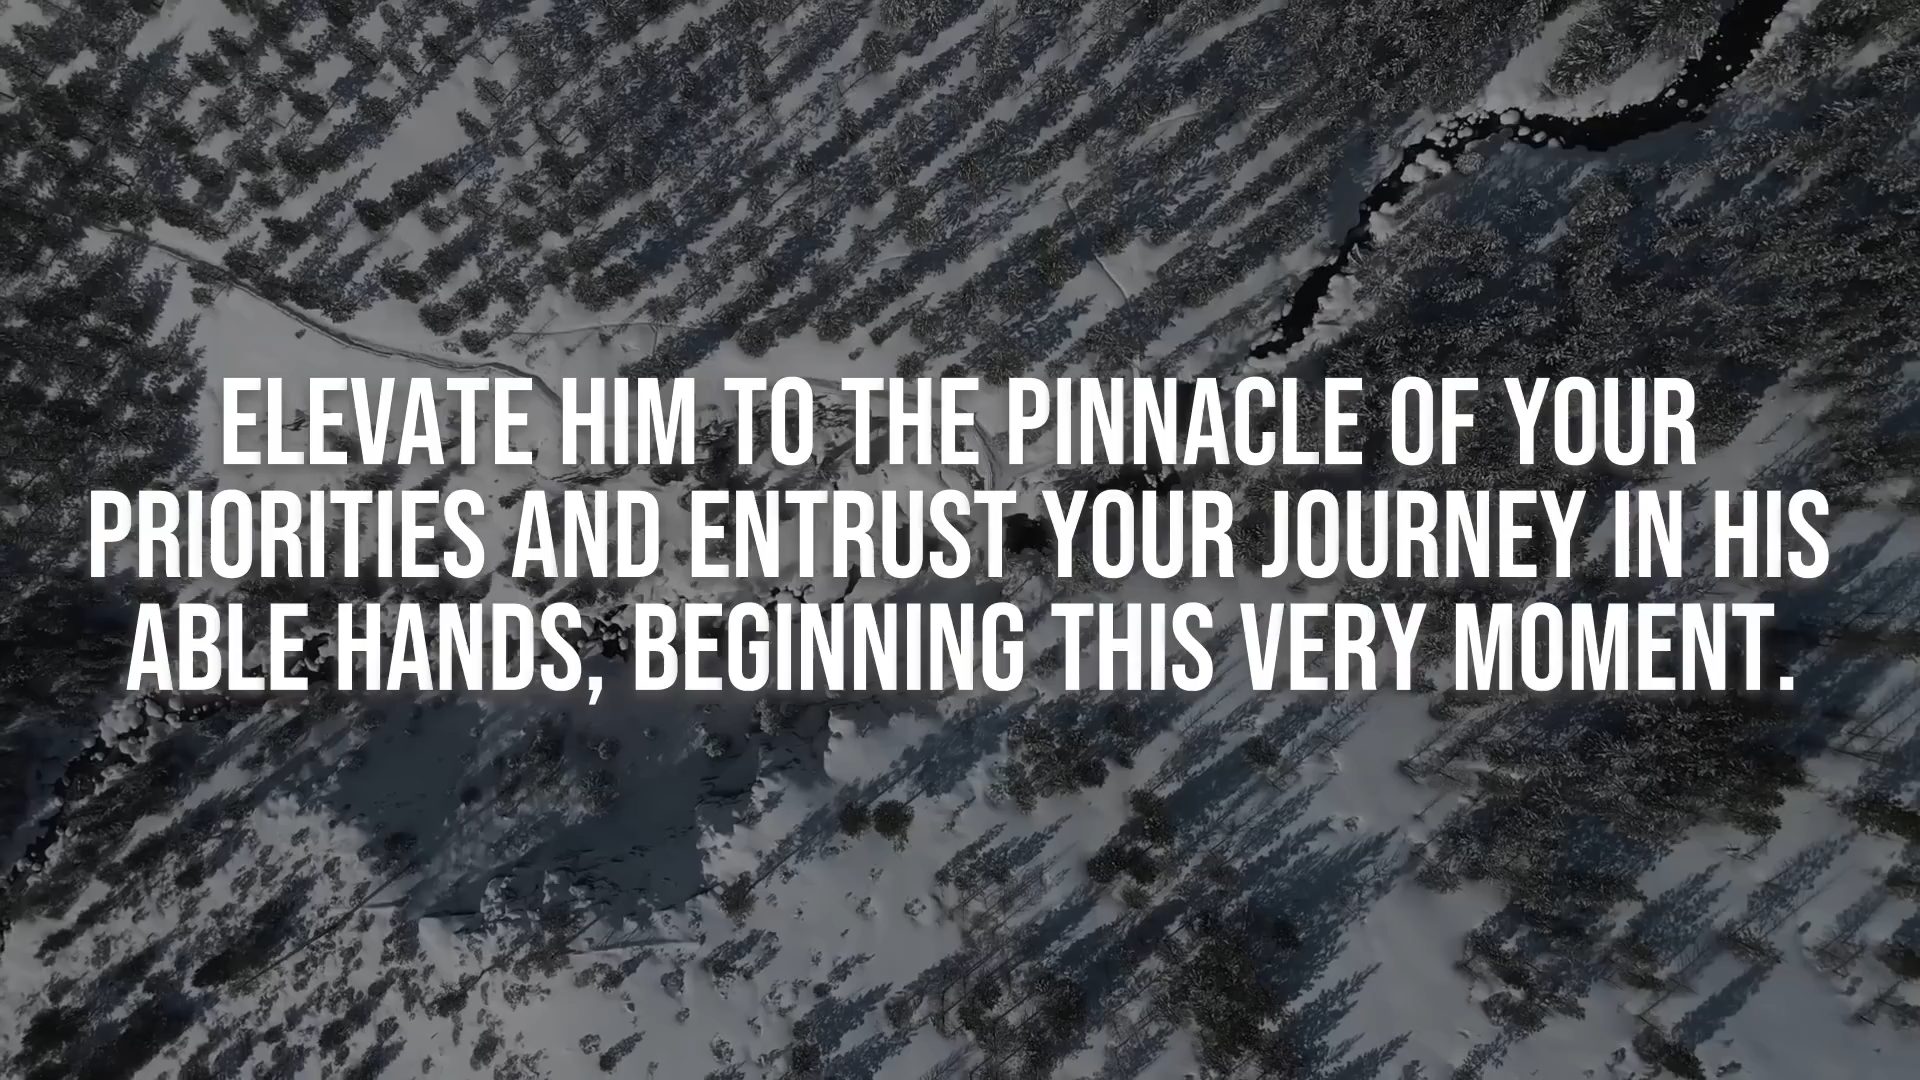 ELEVATE HIM TO THE PINNACLE OF YOUR
PRIORITIES AND ENTRUST YOUR JOURNEY IN HIS
ABLE HANDS, BEGINNING THIS VERY MOMENT.